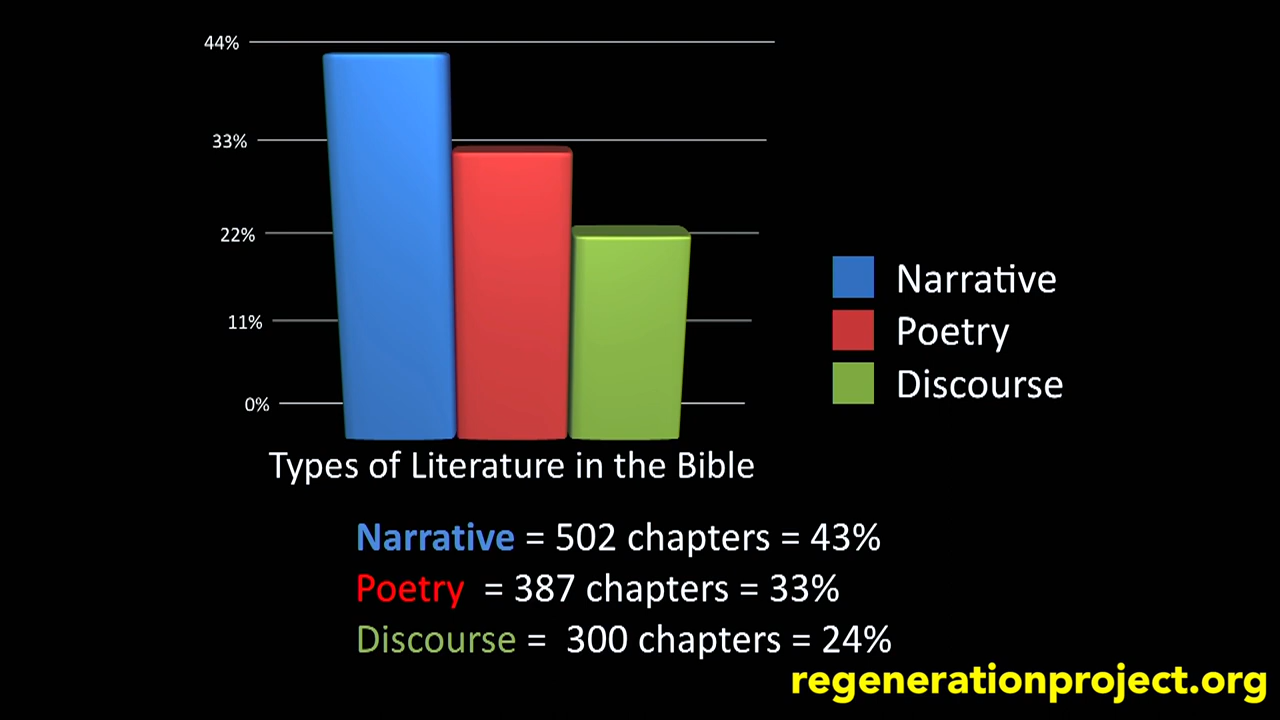 44%
33%
22%
11%
0%
Narrative
Poetry
Discourse
Types of Literature in the Bible
Narrative = 502 chapters = 43%
Poetry = 387 chapters = 33%
Discourse = 300 chapters = 24%
regenerationproject.org